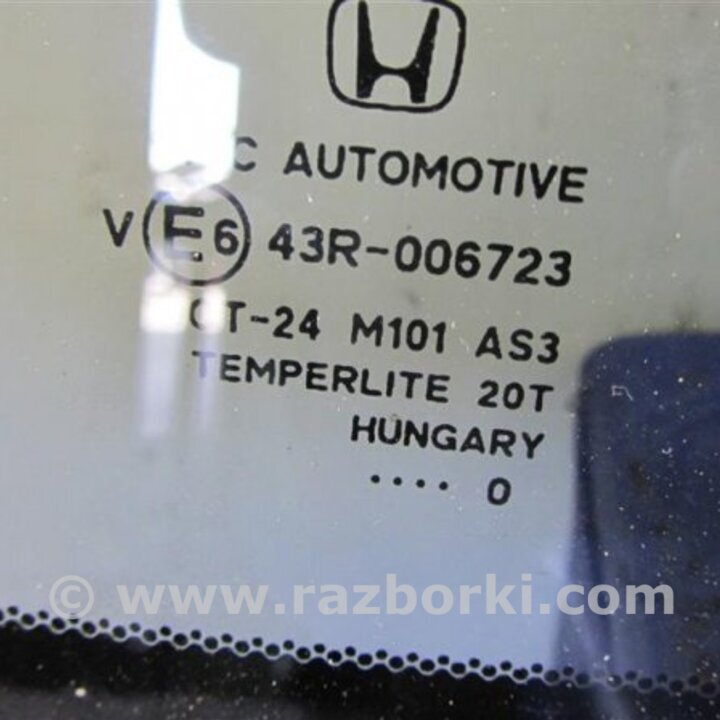 AUTOMOTIVE
V E6 43R-006723
M101 AS3
TEMPERLITE 20T
HUNGARY
.... 0
© www.razborki.com